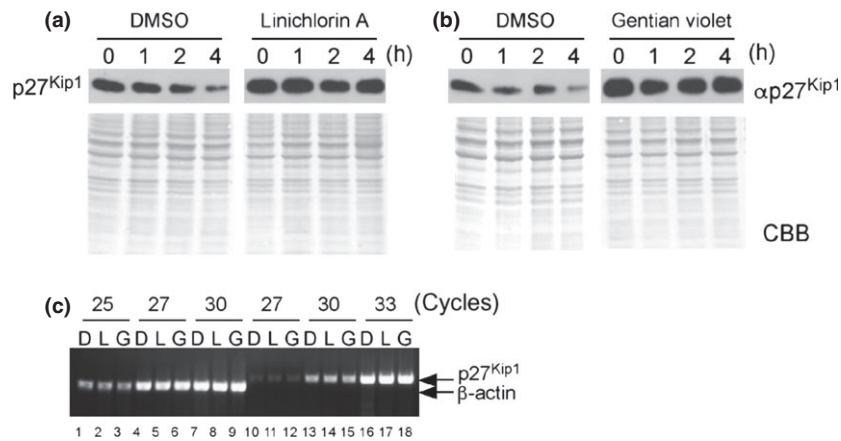 (a) DMSO Linichlorin A (b) DMSO Gentian violet
0 1 2 4 0 1 2 4 (h) 0 1 2 4 0 1 2 4 (h)
p27Kip1 αp27Kip1
CBB
(c) 25 27 30 27 30 33 (Cycles)
D L G D L G D L G D L G D L G D L G
p27Kip1
β-actin
1 2 3 4 5 6 7 8 9 10 11 12 13 14 15 16 17 18